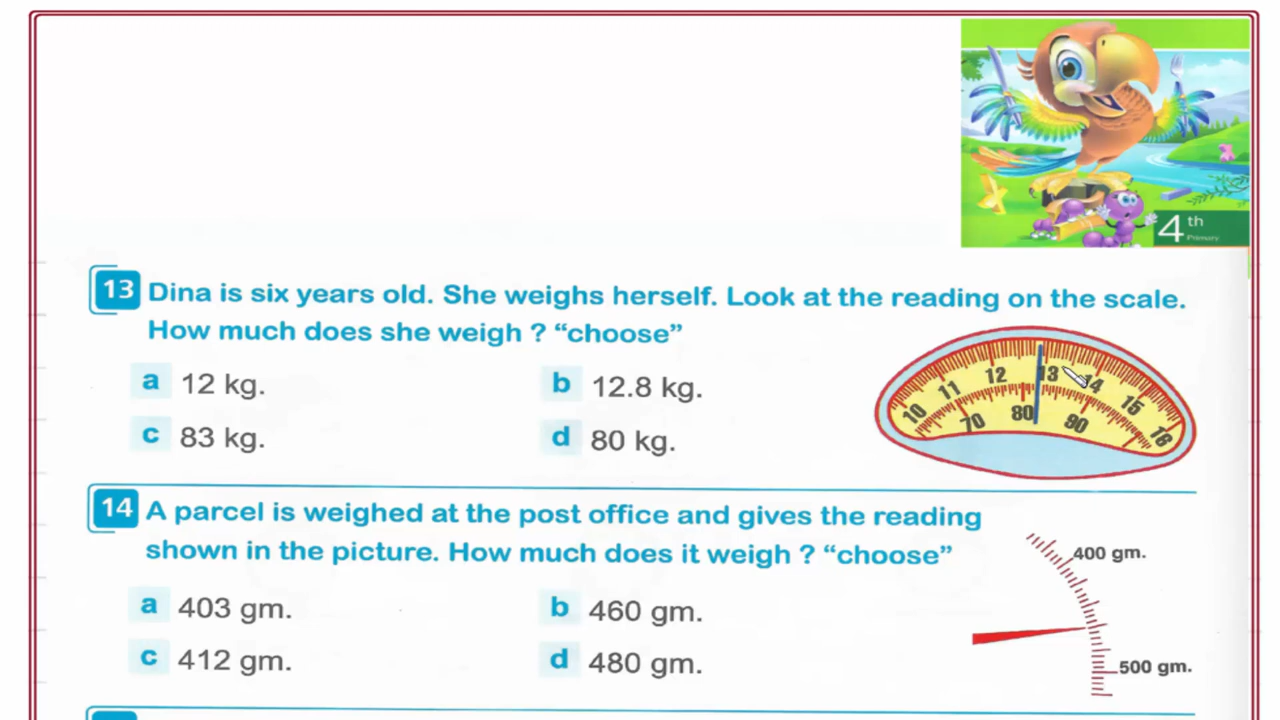 4th
Primary
13 Dina is six years old. She weighs herself. Look at the reading on the scale.
How much does she weigh ? “choose”
a 12 kg.
b 12.8 kg.
c 83 kg.
d 80 kg.
10 11 12 13 14 15 16
70 80 90
14 A parcel is weighed at the post office and gives the reading
shown in the picture. How much does it weigh ? “choose”
400 gm.
a 403 gm.
b 460 gm.
c 412 gm.
d 480 gm.
500 gm.